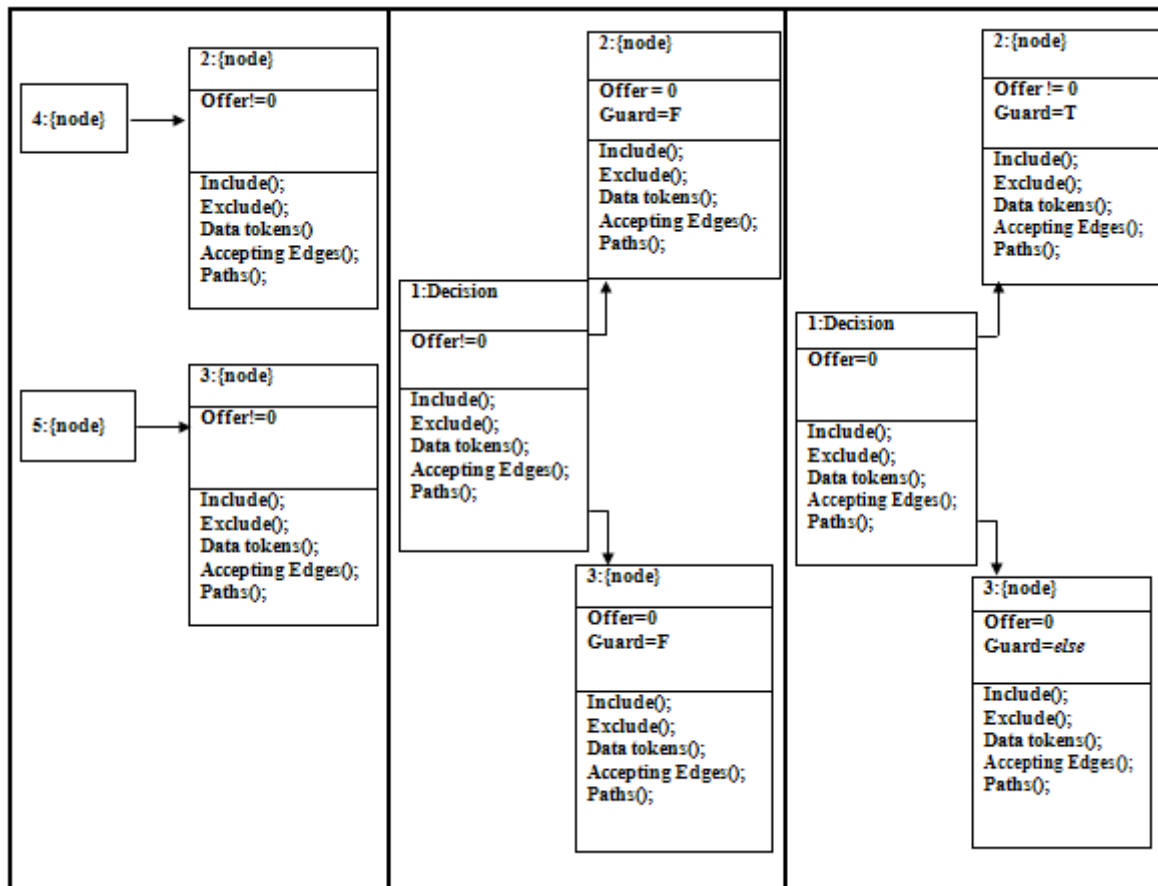 4:{node}
2:{node}
Offer!=0
Include();
Exclude();
Data tokens()
Accepting Edges();
Paths();
5:{node}
3:{node}
Offer!=0
Include();
Exclude();
Data tokens();
Accepting Edges();
Paths();
2:{node}
Offer = 0
Guard=F
Include();
Exclude();
Data tokens();
Accepting Edges();
Paths();
1:Decision
Offer!=0
Include();
Exclude();
Data tokens();
Accepting Edges();
Paths();
3:{node}
Offer=0
Guard=F
Include();
Exclude();
Data tokens();
Accepting Edges();
Paths();
2:{node}
Offer != 0
Guard=T
Include();
Exclude();
Data tokens();
Accepting Edges();
Paths();
1:Decision
Offer=0
Include();
Exclude();
Data tokens();
Accepting Edges();
Paths();
3:{node}
Offer=0
Guard=else
Include();
Exclude();
Data tokens();
Accepting Edges();
Paths();